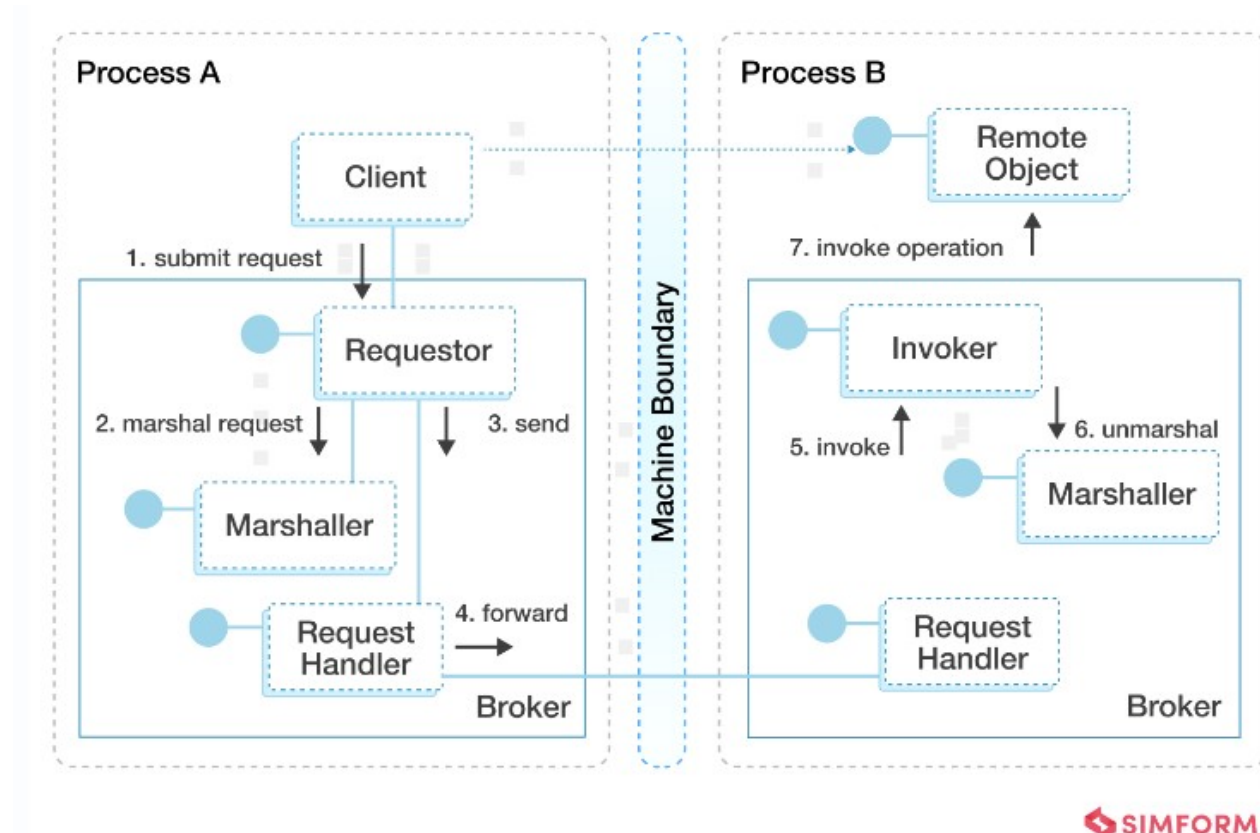 Process A
Process B
Client
Remote
Object
1. submit request
7. invoke operation
Requestor
Invoker
Machine Boundary
2. marshal request
3. send
5. invoke
6. unmarshal
Marshaller
Marshaller
4. forward
Request
Handler
Request
Handler
Broker
Broker
SIMFORM